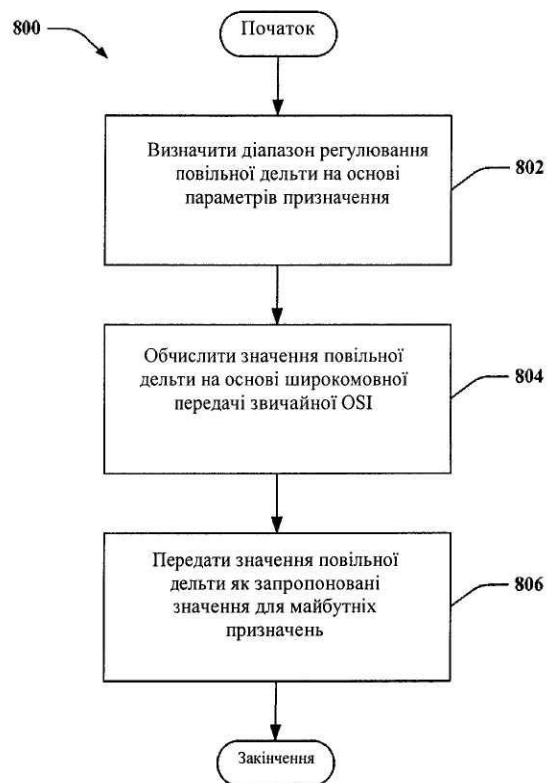 800
Початок
Визначити діапазон регулювання
повільної дельти на основі
параметрів призначення
802
Обчислити значення повільної
дельти на основі широкомовної
передачі звичайної OSI
804
Передати значення повільної
дельти як запропоновані
значення для майбутніх
призначень
806
Закінчення